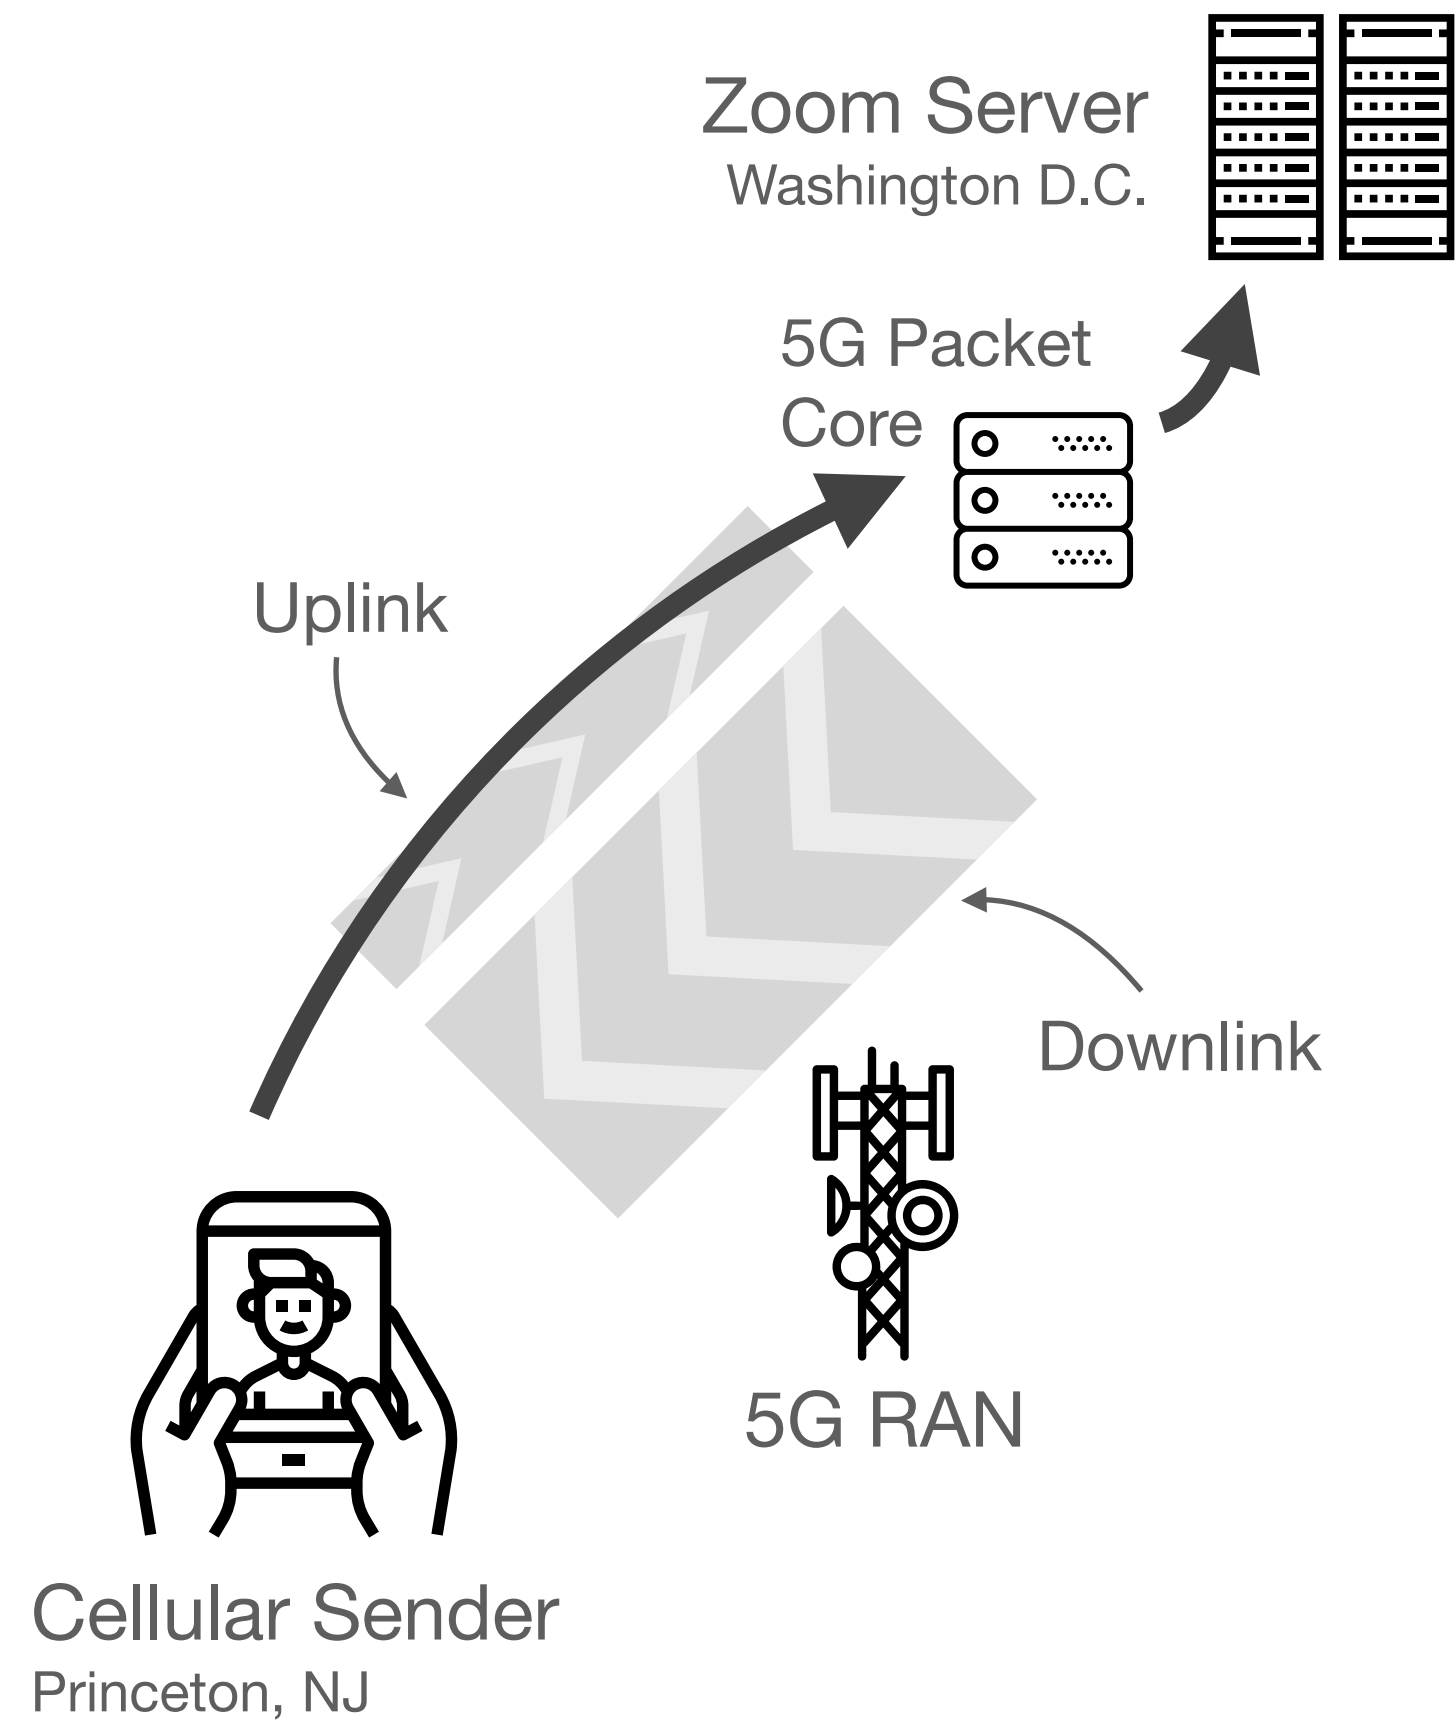 Zoom Server
Washington D.C.
5G Packet
Core
Uplink
Downlink
5G RAN
Cellular Sender
Princeton, NJ